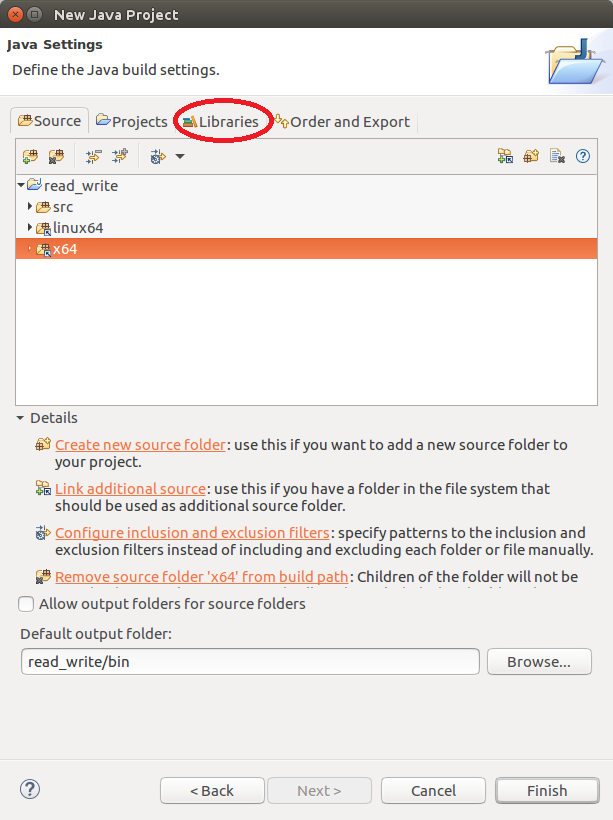 New Java Project
Java Settings
Define the Java build settings.
Source Projects Libraries Order and Export
read_write
src
linux64
x64
Details
Create new source folder: use this if you want to add a new source folder to
your project.
Link additional source: use this if you have a folder in the file system that
should be used as additional source folder.
Configure inclusion and exclusion filters: specify patterns to the inclusion and
exclusion filters instead of including and excluding each folder or file manually.
Remove source folder 'x64' from build path: Children of the folder will not be
Allow output folders for source folders
Default output folder:
read_write/bin Browse...
< Back Next > Cancel Finish